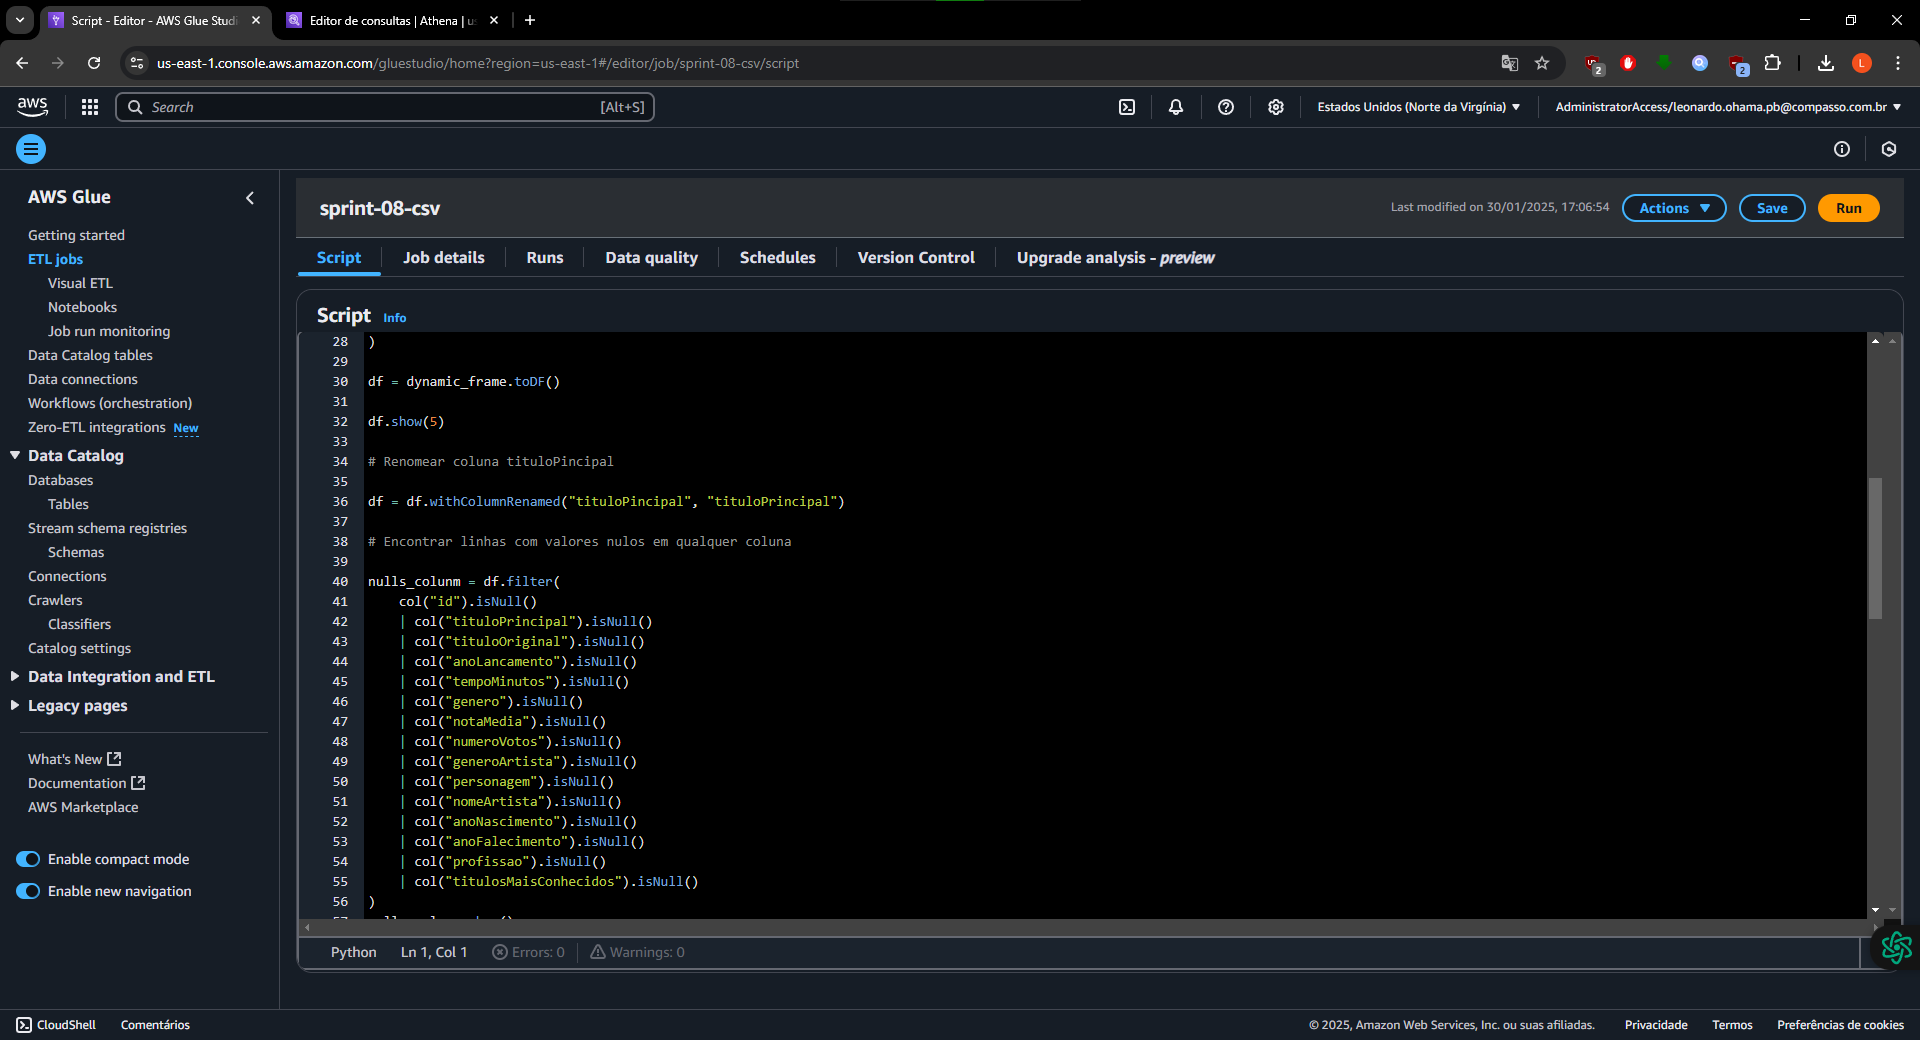 Script - Editor - AWS Glue Studi
Editor de consultas | Athena | us
us-east-1.console.aws.amazon.com/gluestudio/home?region=us-east-1#/editor/job/sprint-08-csv/script
2
2
L
aws
Search
[Alt+S]
Estados Unidos (Norte da Virgínia)
AdministratorAccess/leonardo.ohama.pb@compasso.com.br
AWS Glue
Getting started
ETL jobs
Visual ETL
Notebooks
Job run monitoring
Data Catalog tables
Data connections
Workflows (orchestration)
Zero-ETL integrations New
Data Catalog
Databases
Tables
Stream schema registries
Schemas
Connections
Crawlers
Classifiers
Catalog settings
Data Integration and ETL
Legacy pages
What's New
Documentation
AWS Marketplace
Enable compact mode
Enable new navigation
sprint-08-csv
Last modified on 30/01/2025, 17:06:54
Actions
Save
Run
Script
Job details
Runs
Data quality
Schedules
Version Control
Upgrade analysis - preview
Script Info
28 )
29
30 df = dynamic_frame.toDF()
31
32 df.show(5)
33
34 # Renomear coluna tituloPincipal
35
36 df = df.withColumnRenamed("tituloPincipal", "tituloPrincipal")
37
38 # Encontrar linhas com valores nulos em qualquer coluna
39
40 nulls_colunm = df.filter(
41 col("id").isNull()
42 | col("tituloPrincipal").isNull()
43 | col("tituloOriginal").isNull()
44 | col("anoLancamento").isNull()
45 | col("tempoMinutos").isNull()
46 | col("genero").isNull()
47 | col("notaMedia").isNull()
48 | col("numeroVotos").isNull()
49 | col("generoArtista").isNull()
50 | col("personagem").isNull()
51 | col("nomeArtista").isNull()
52 | col("anoNascimento").isNull()
53 | col("anoFalecimento").isNull()
54 | col("profissao").isNull()
55 | col("titulosMaisConhecidos").isNull()
56 )
Python
Ln 1, Col 1
Errors: 0
Warnings: 0
CloudShell
Comentários
© 2025, Amazon Web Services, Inc. ou suas afiliadas.
Privacidade
Termos
Preferências de cookies